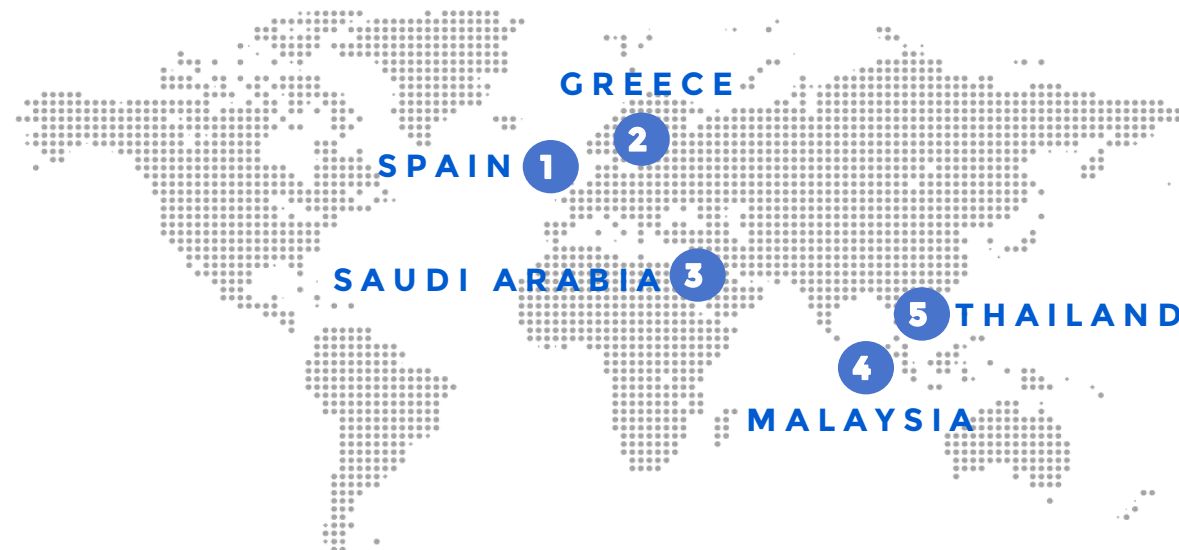 GREECE
2
SPAIN 1
SAUDI ARABIA 3
5 THAILAND
4
MALAYSIA